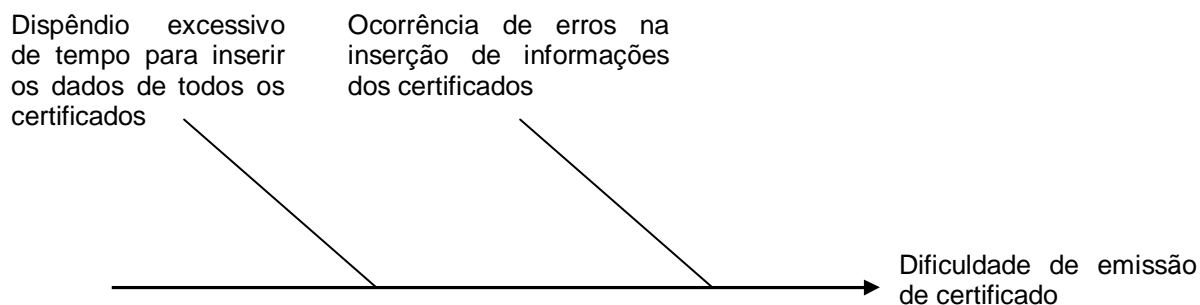 Dispêndio excessivo
de tempo para inserir
os dados de todos os
certificados
Ocorrência de erros na
inserção de informações
dos certificados
Dificuldade de emissão
de certificado